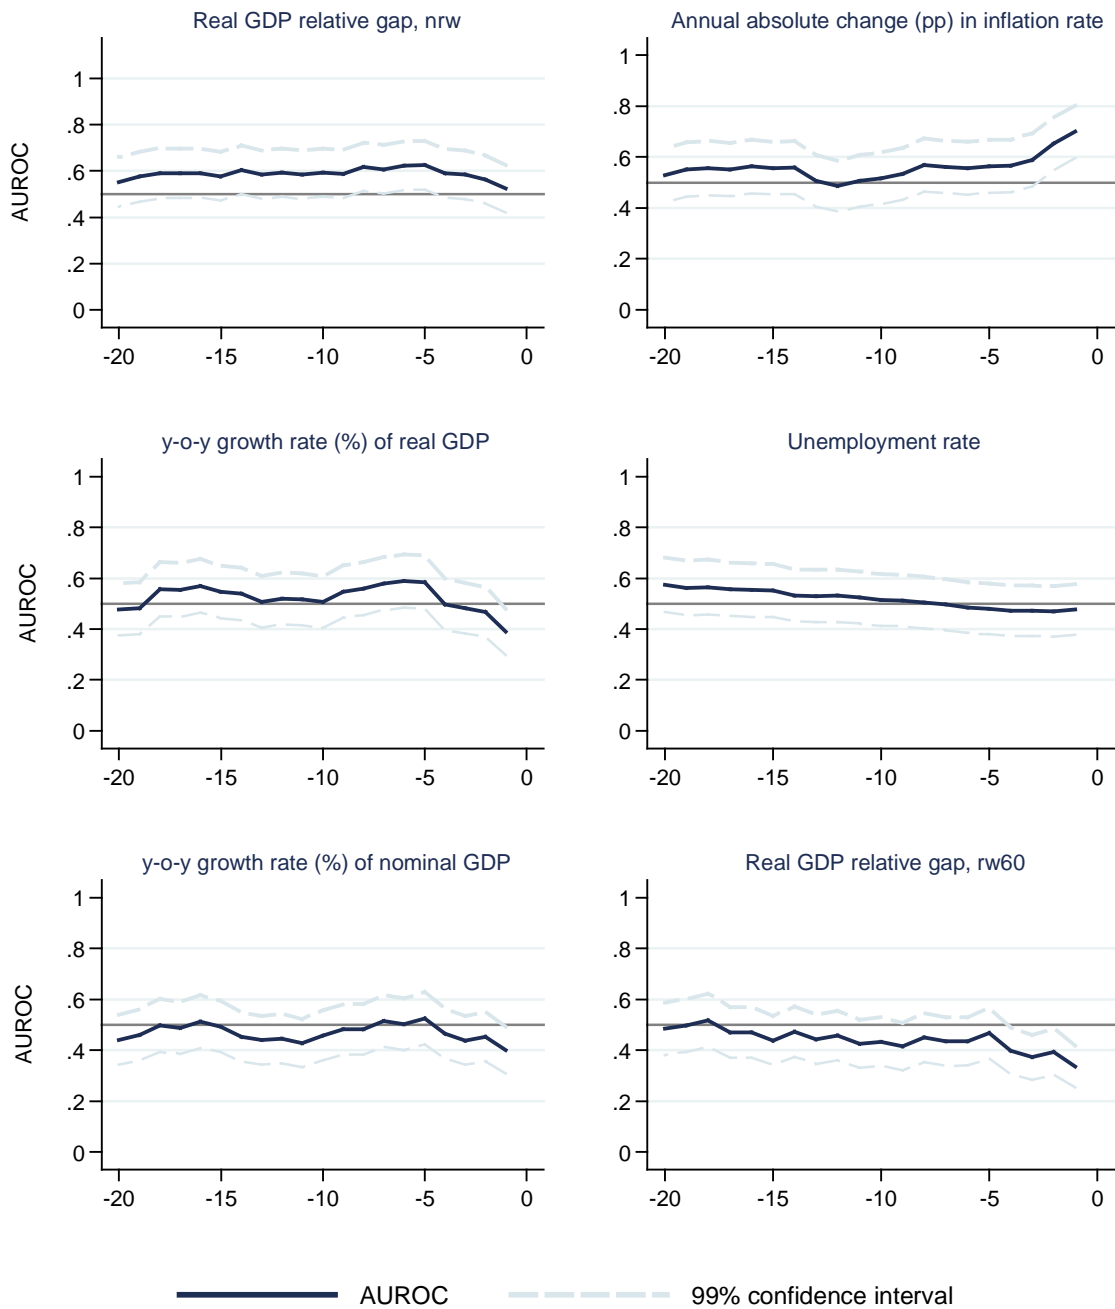 Real GDP relative gap, nrw
Annual absolute change (pp) in inflation rate
AUROC
1
.8
.6
.4
.2
0
-20 -15 -10 -5 0
1
.8
.6
.4
.2
0
-20 -15 -10 -5 0
y-o-y growth rate (%) of real GDP
Unemployment rate
AUROC
1
.8
.6
.4
.2
0
-20 -15 -10 -5 0
1
.8
.6
.4
.2
0
-20 -15 -10 -5 0
y-o-y growth rate (%) of nominal GDP
Real GDP relative gap, rw60
AUROC
1
.8
.6
.4
.2
0
-20 -15 -10 -5 0
1
.8
.6
.4
.2
0
-20 -15 -10 -5 0
AUROC
99% confidence interval